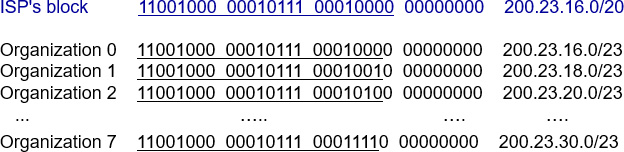 ISP's block 11001000 00010111 00010000 00000000 200.23.16.0/20
Organization 0 11001000 00010111 00010000 00000000 200.23.16.0/23
Organization 1 11001000 00010111 00010010 00000000 200.23.18.0/23
Organization 2 11001000 00010111 00010100 00000000 200.23.20.0/23
... ..... .... ....
Organization 7 11001000 00010111 00011110 00000000 200.23.30.0/23